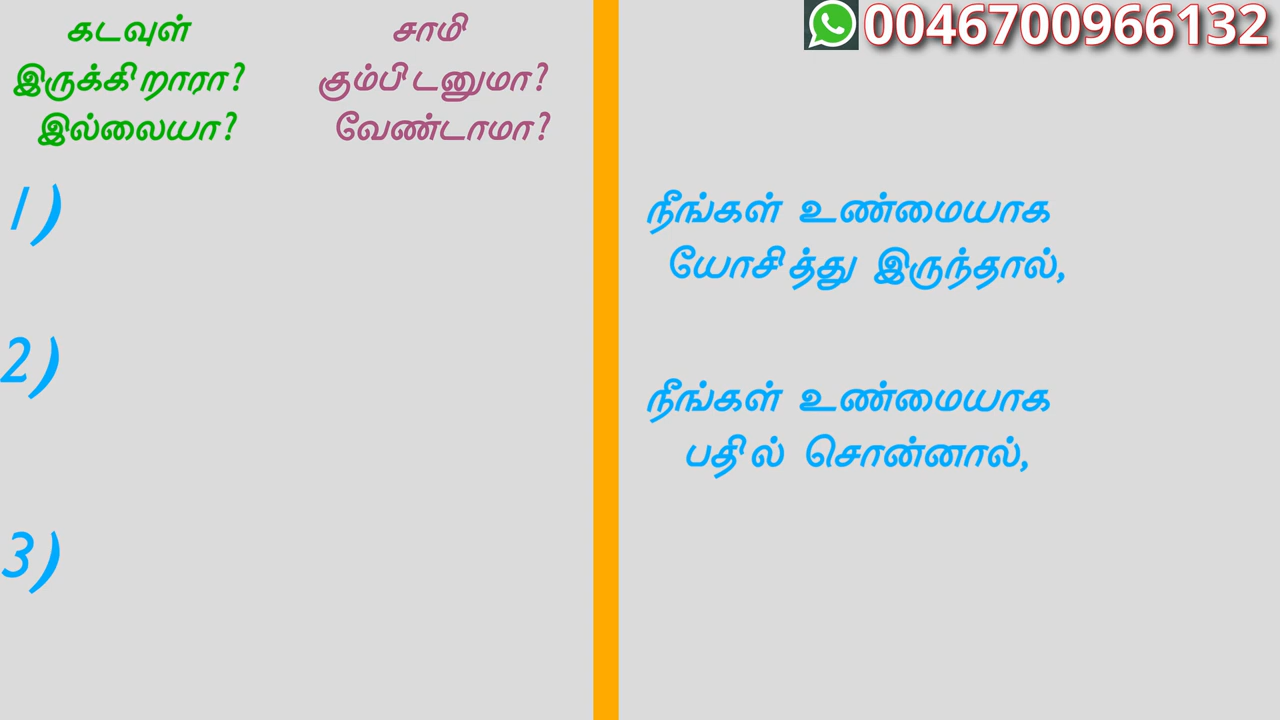 கடவுள்
இருக்கிறாரா?
இல்லையா?
சாமி
கும்பிடனுமா?
வேண்டாமா?
1)
2)
3)
0046700966132
நீங்கள் உண்மையாக
யோசித்து இருந்தால்,
நீங்கள் உண்மையாக
பதில் சொன்னால்,